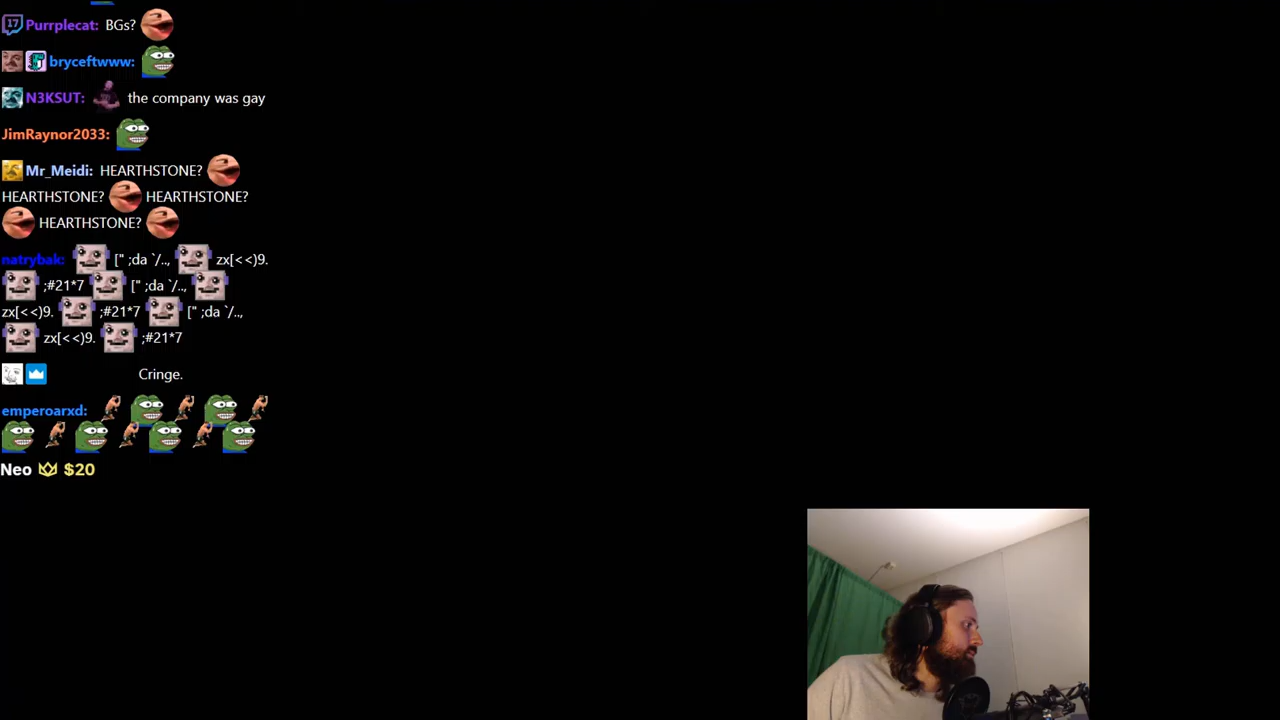 17 Purrplecat: BGs?
bryceftwww:
N3KSUT: the company was gay
JimRaynor2033:
Mr_Meidi: HEARTHSTONE?
HEARTHSTONE? HEARTHSTONE?
HEARTHSTONE?
natrybak: [" ;da `/.., zx[<<)9.
;#21*7 [" ;da `/..,
zx[<<)9. ;#21*7 [" ;da `/..,
zx[<<)9. ;#21*7
Cringe.
emperoarxd:
Neo $20